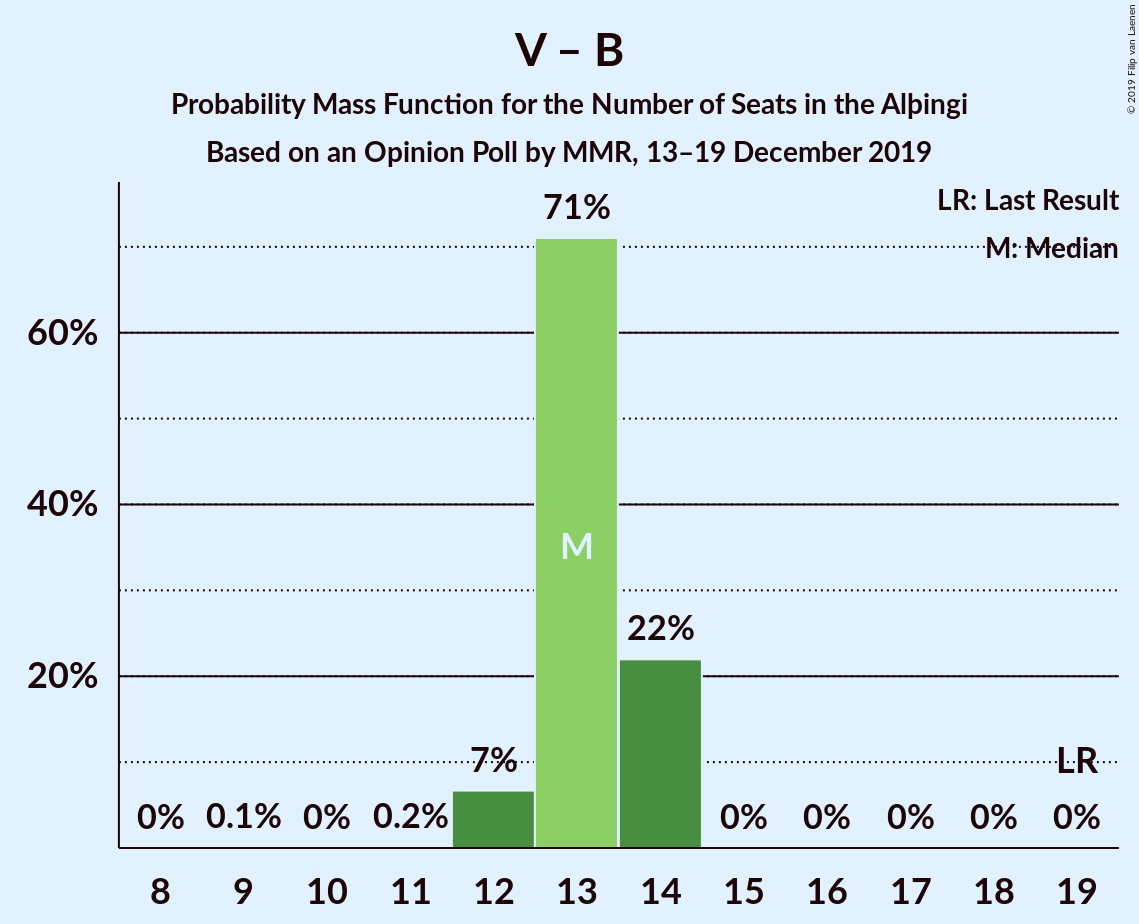 V – B
Probability Mass Function for the Number of Seats in the Alþingi
Based on an Opinion Poll by MMR, 13–19 December 2019
© 2019 Filip van Laenen
LR: Last Result
M: Median
71%
60%
40%
M
22%
20%
7%
LR
0% 0.1% 0% 0.2% 0% 0% 0% 0% 0%
8 9 10 11 12 13 14 15 16 17 18 19